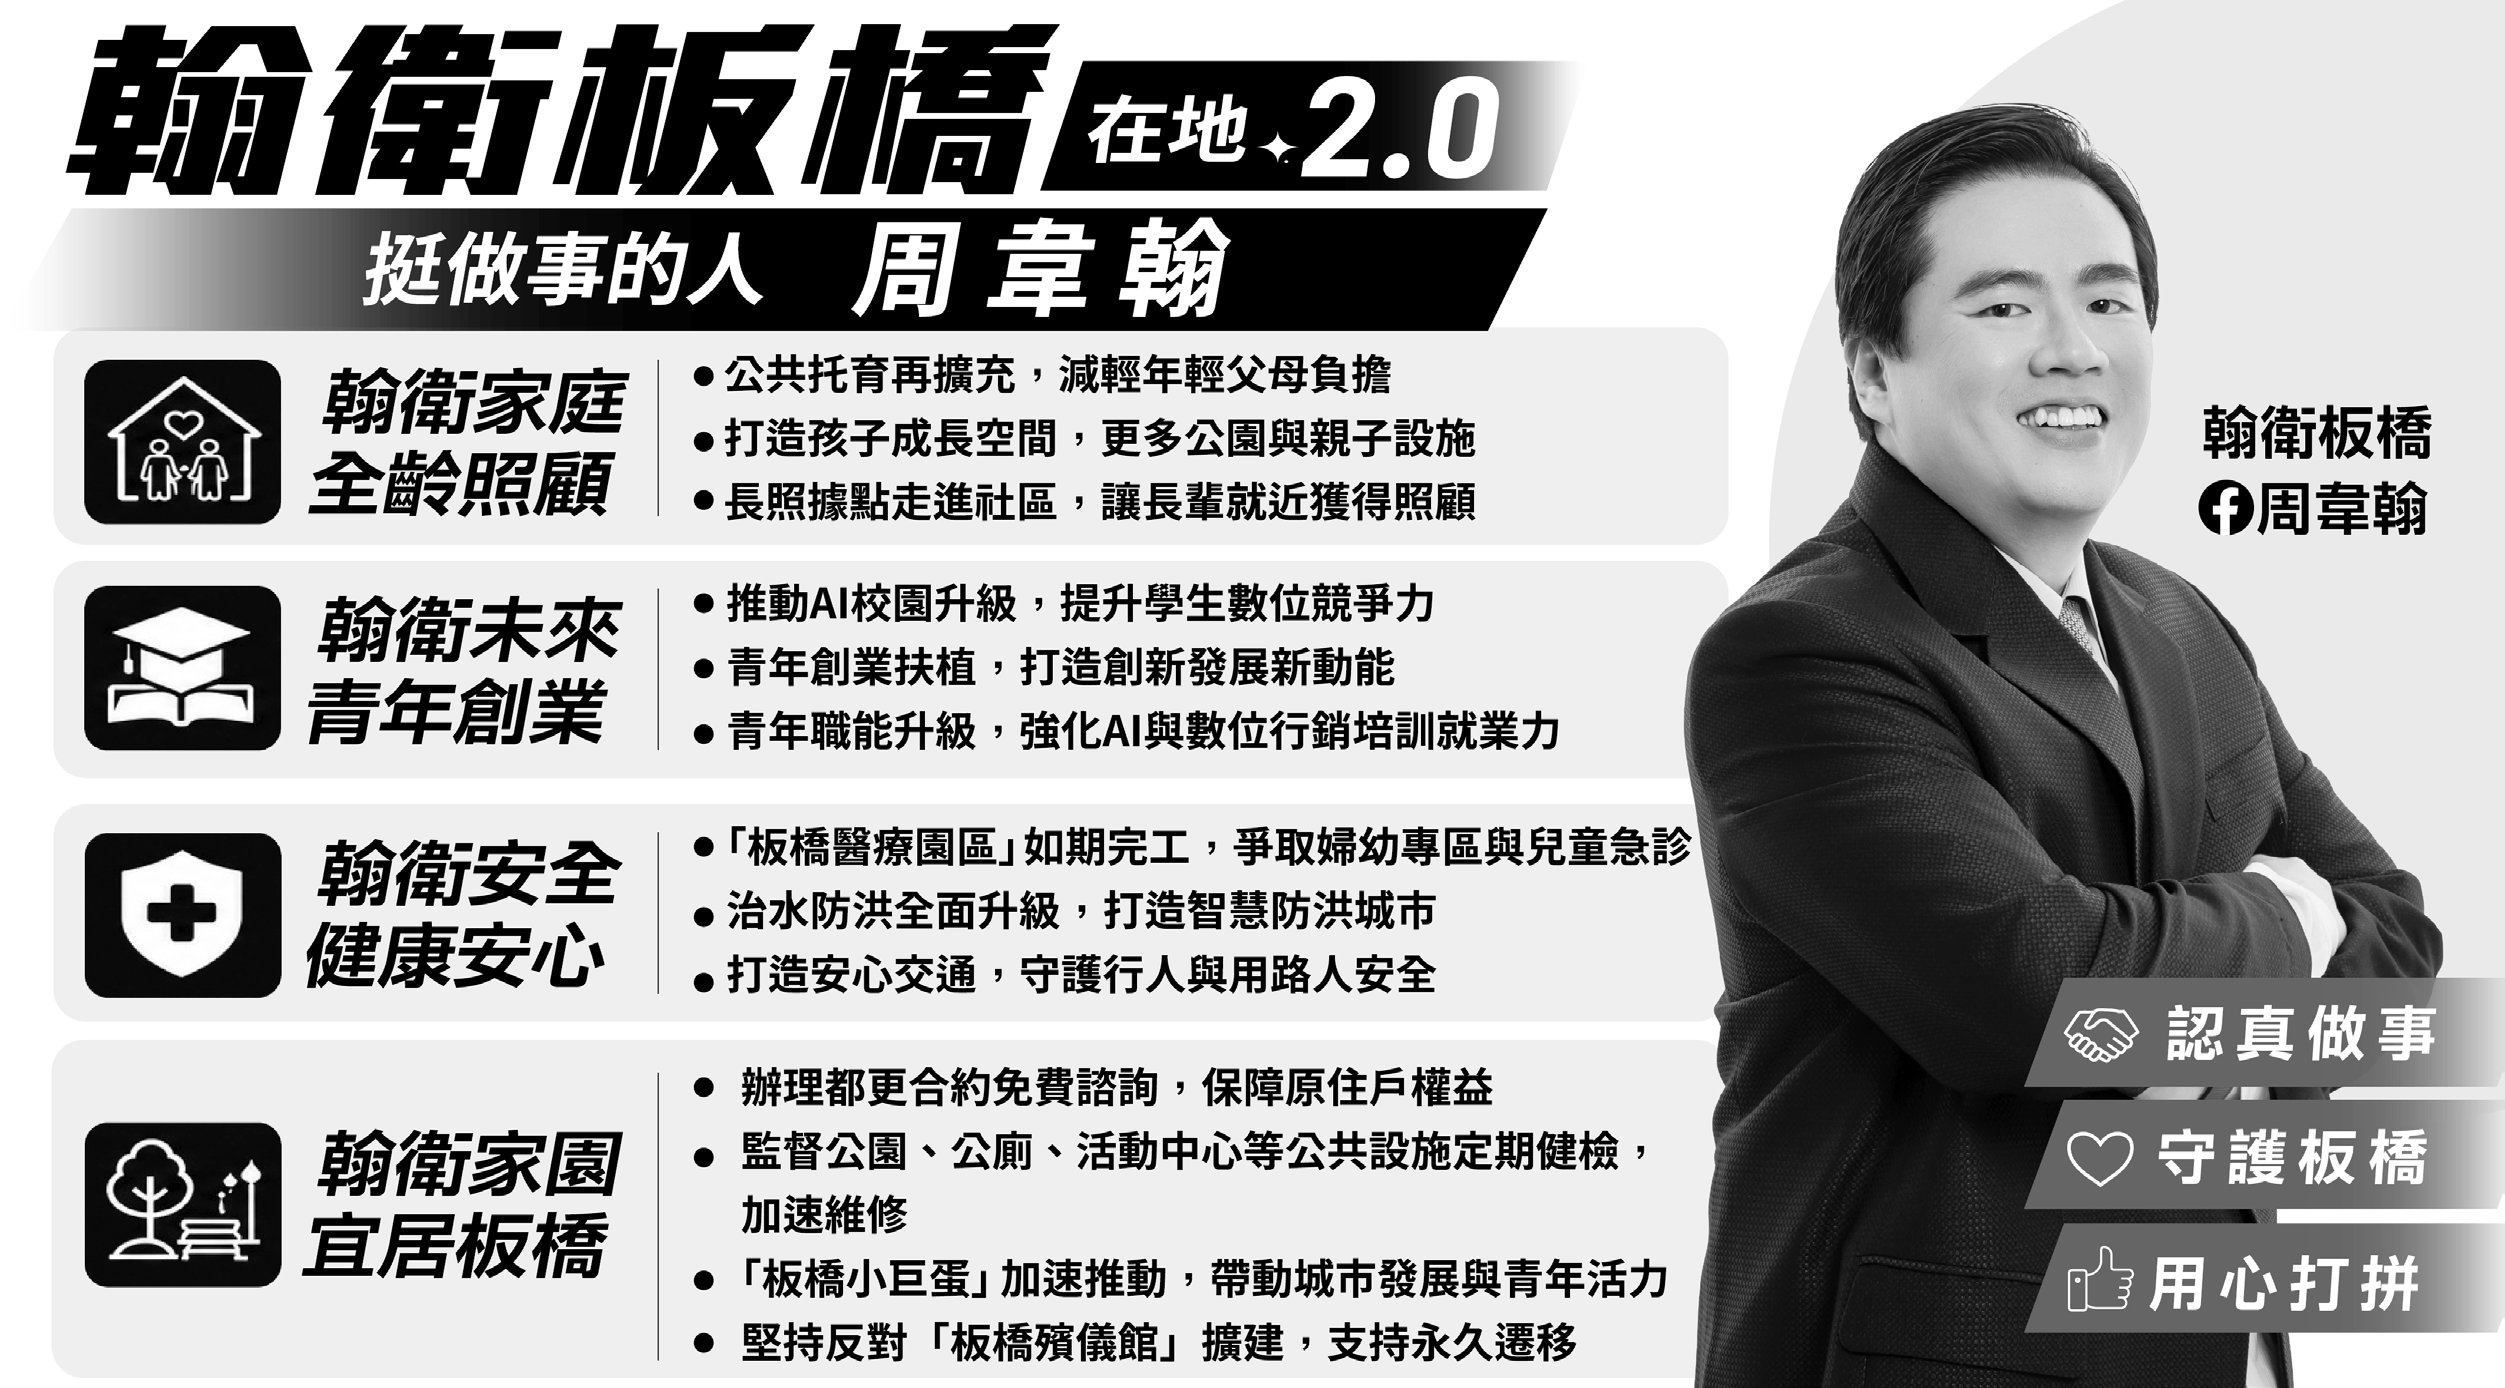 翰衛板橋 在地2.0
挺做事的人 周韋翰
翰衛家庭
全齡照顧
●公共托育再擴充，減輕年輕父母負擔
●打造孩子成長空間，更多公園與親子設施
●長照據點走進社區，讓長輩就近獲得照顧
翰衛板橋
周韋翰
翰衛未來
青年創業
●推動AI校園升級，提升學生數位競爭力
●青年創業扶植，打造創新發展新動能
●青年職能升級，強化AI與數位行銷培訓就業力
翰衛安全
健康安心
●「板橋醫療園區」如期完工，爭取婦幼專區與兒童急診
●治水防洪全面升級，打造智慧防洪城市
●打造安心交通，守護行人與用路人安全
翰衛家園
宜居板橋
●辦理都更合約免費諮詢，保障原住戶權益
●監督公園、公廁、活動中心等公共設施定期健檢，
加速維修
●「板橋小巨蛋」加速推動，帶動城市發展與青年活力
●堅持反對「板橋殯儀館」擴建，支持永久遷移
認真做事
守護板橋
用心打拼